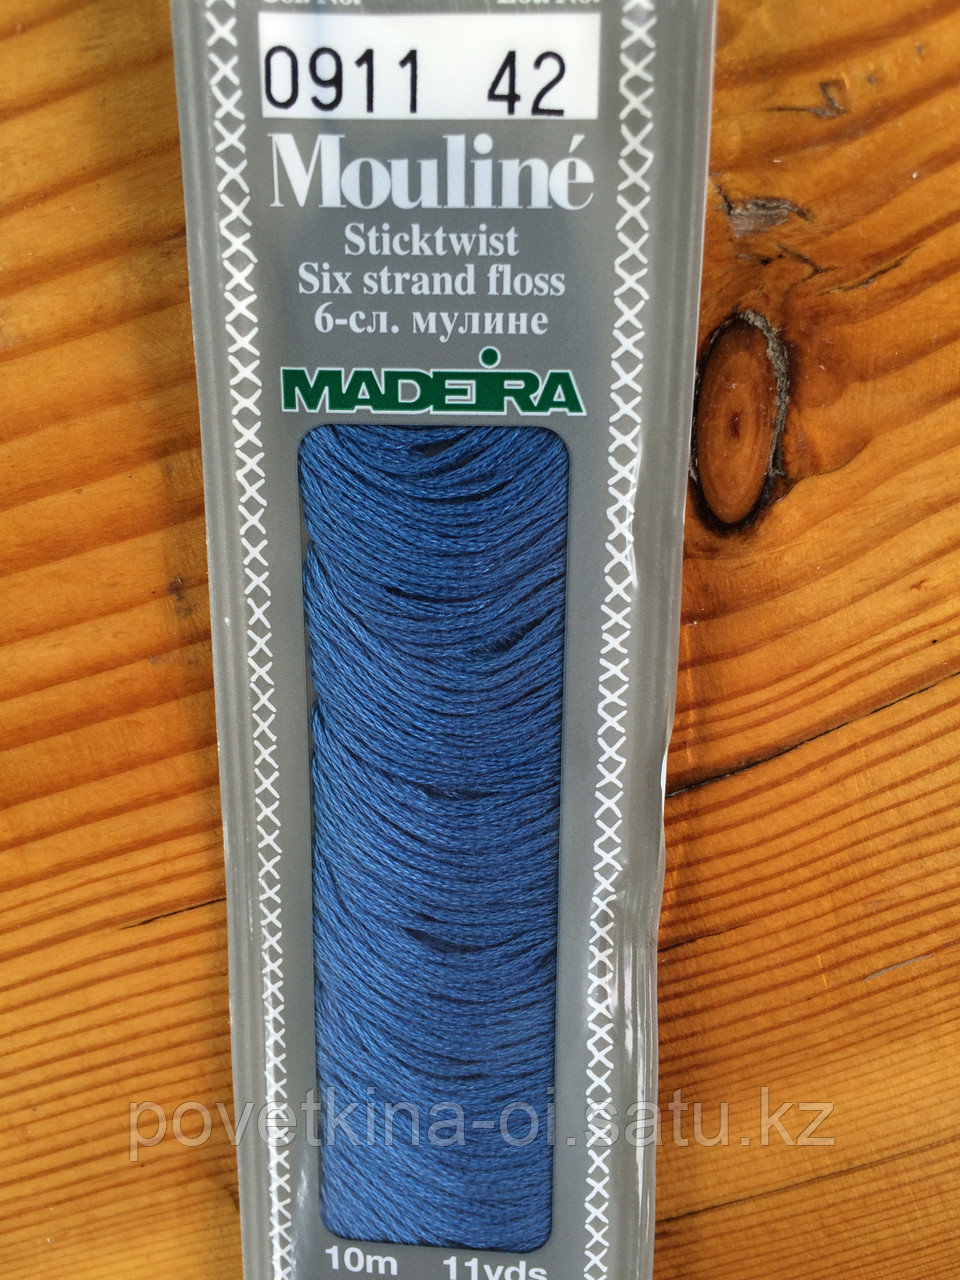 0911 42
Mouliné
Sticktwist
Six strand floss
6-сл. мулине
MADEIRA
povetkina-oi.satu.kz
10m 11yds